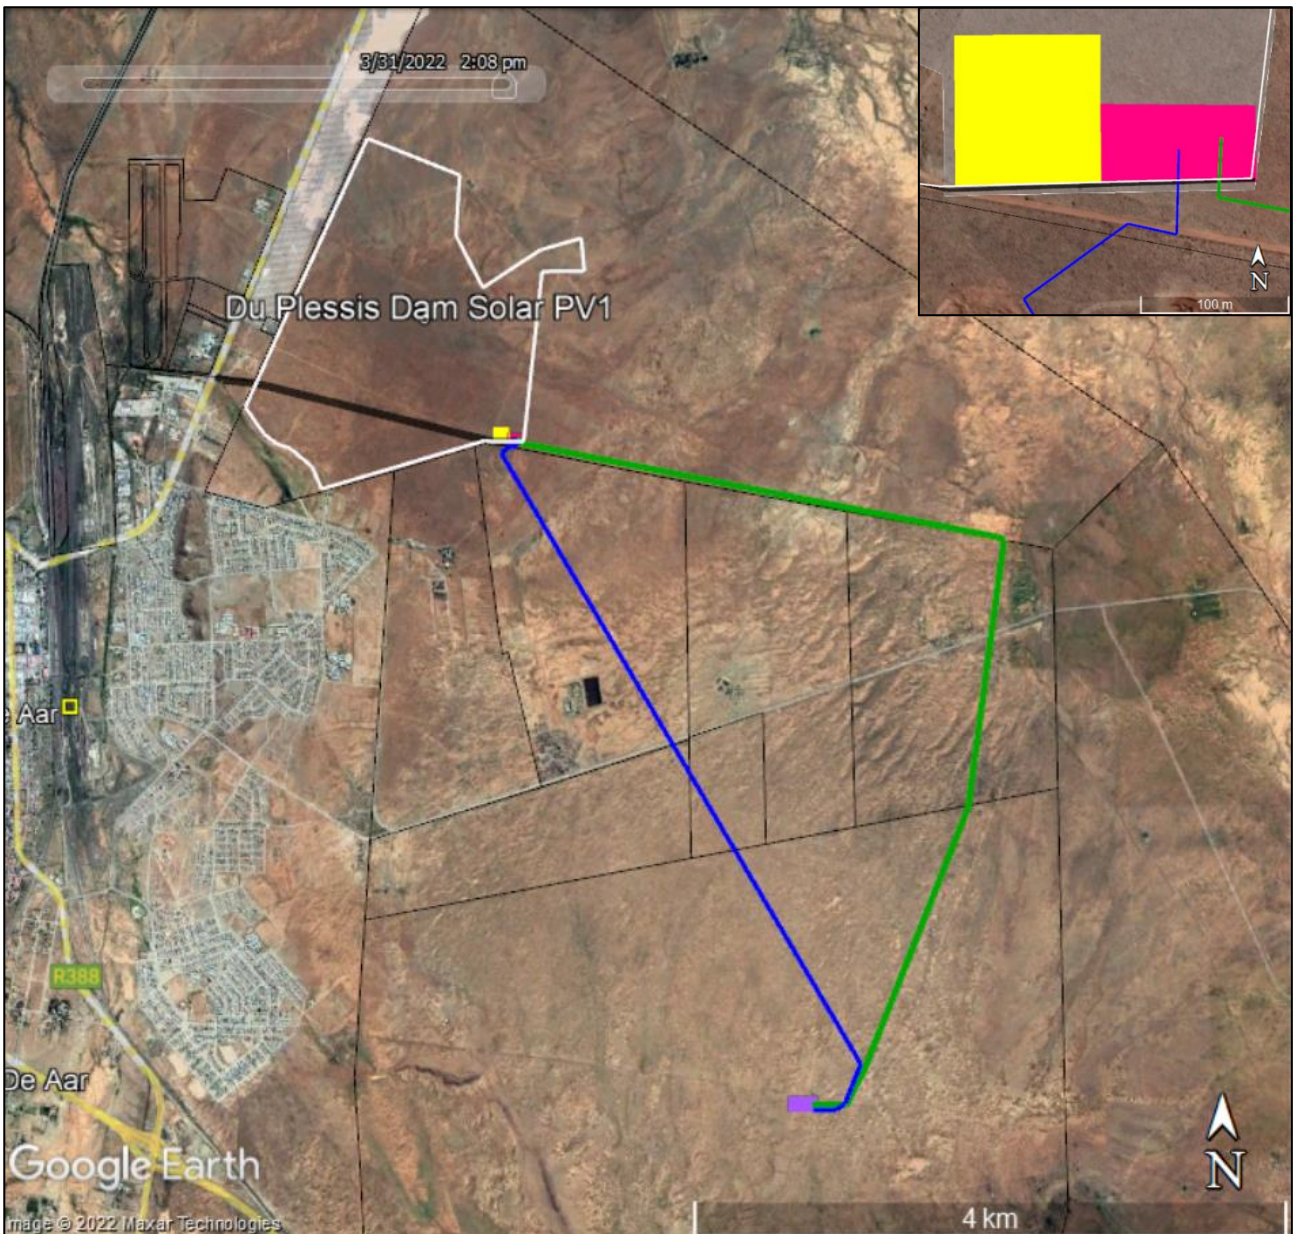 3/31/2022 2:08 pm
N
100 m
Du Plessis Dam Solar PV1
Aar
R388
De Aar
Google Earth
N
4 km
Image © 2022 Maxar Technologies